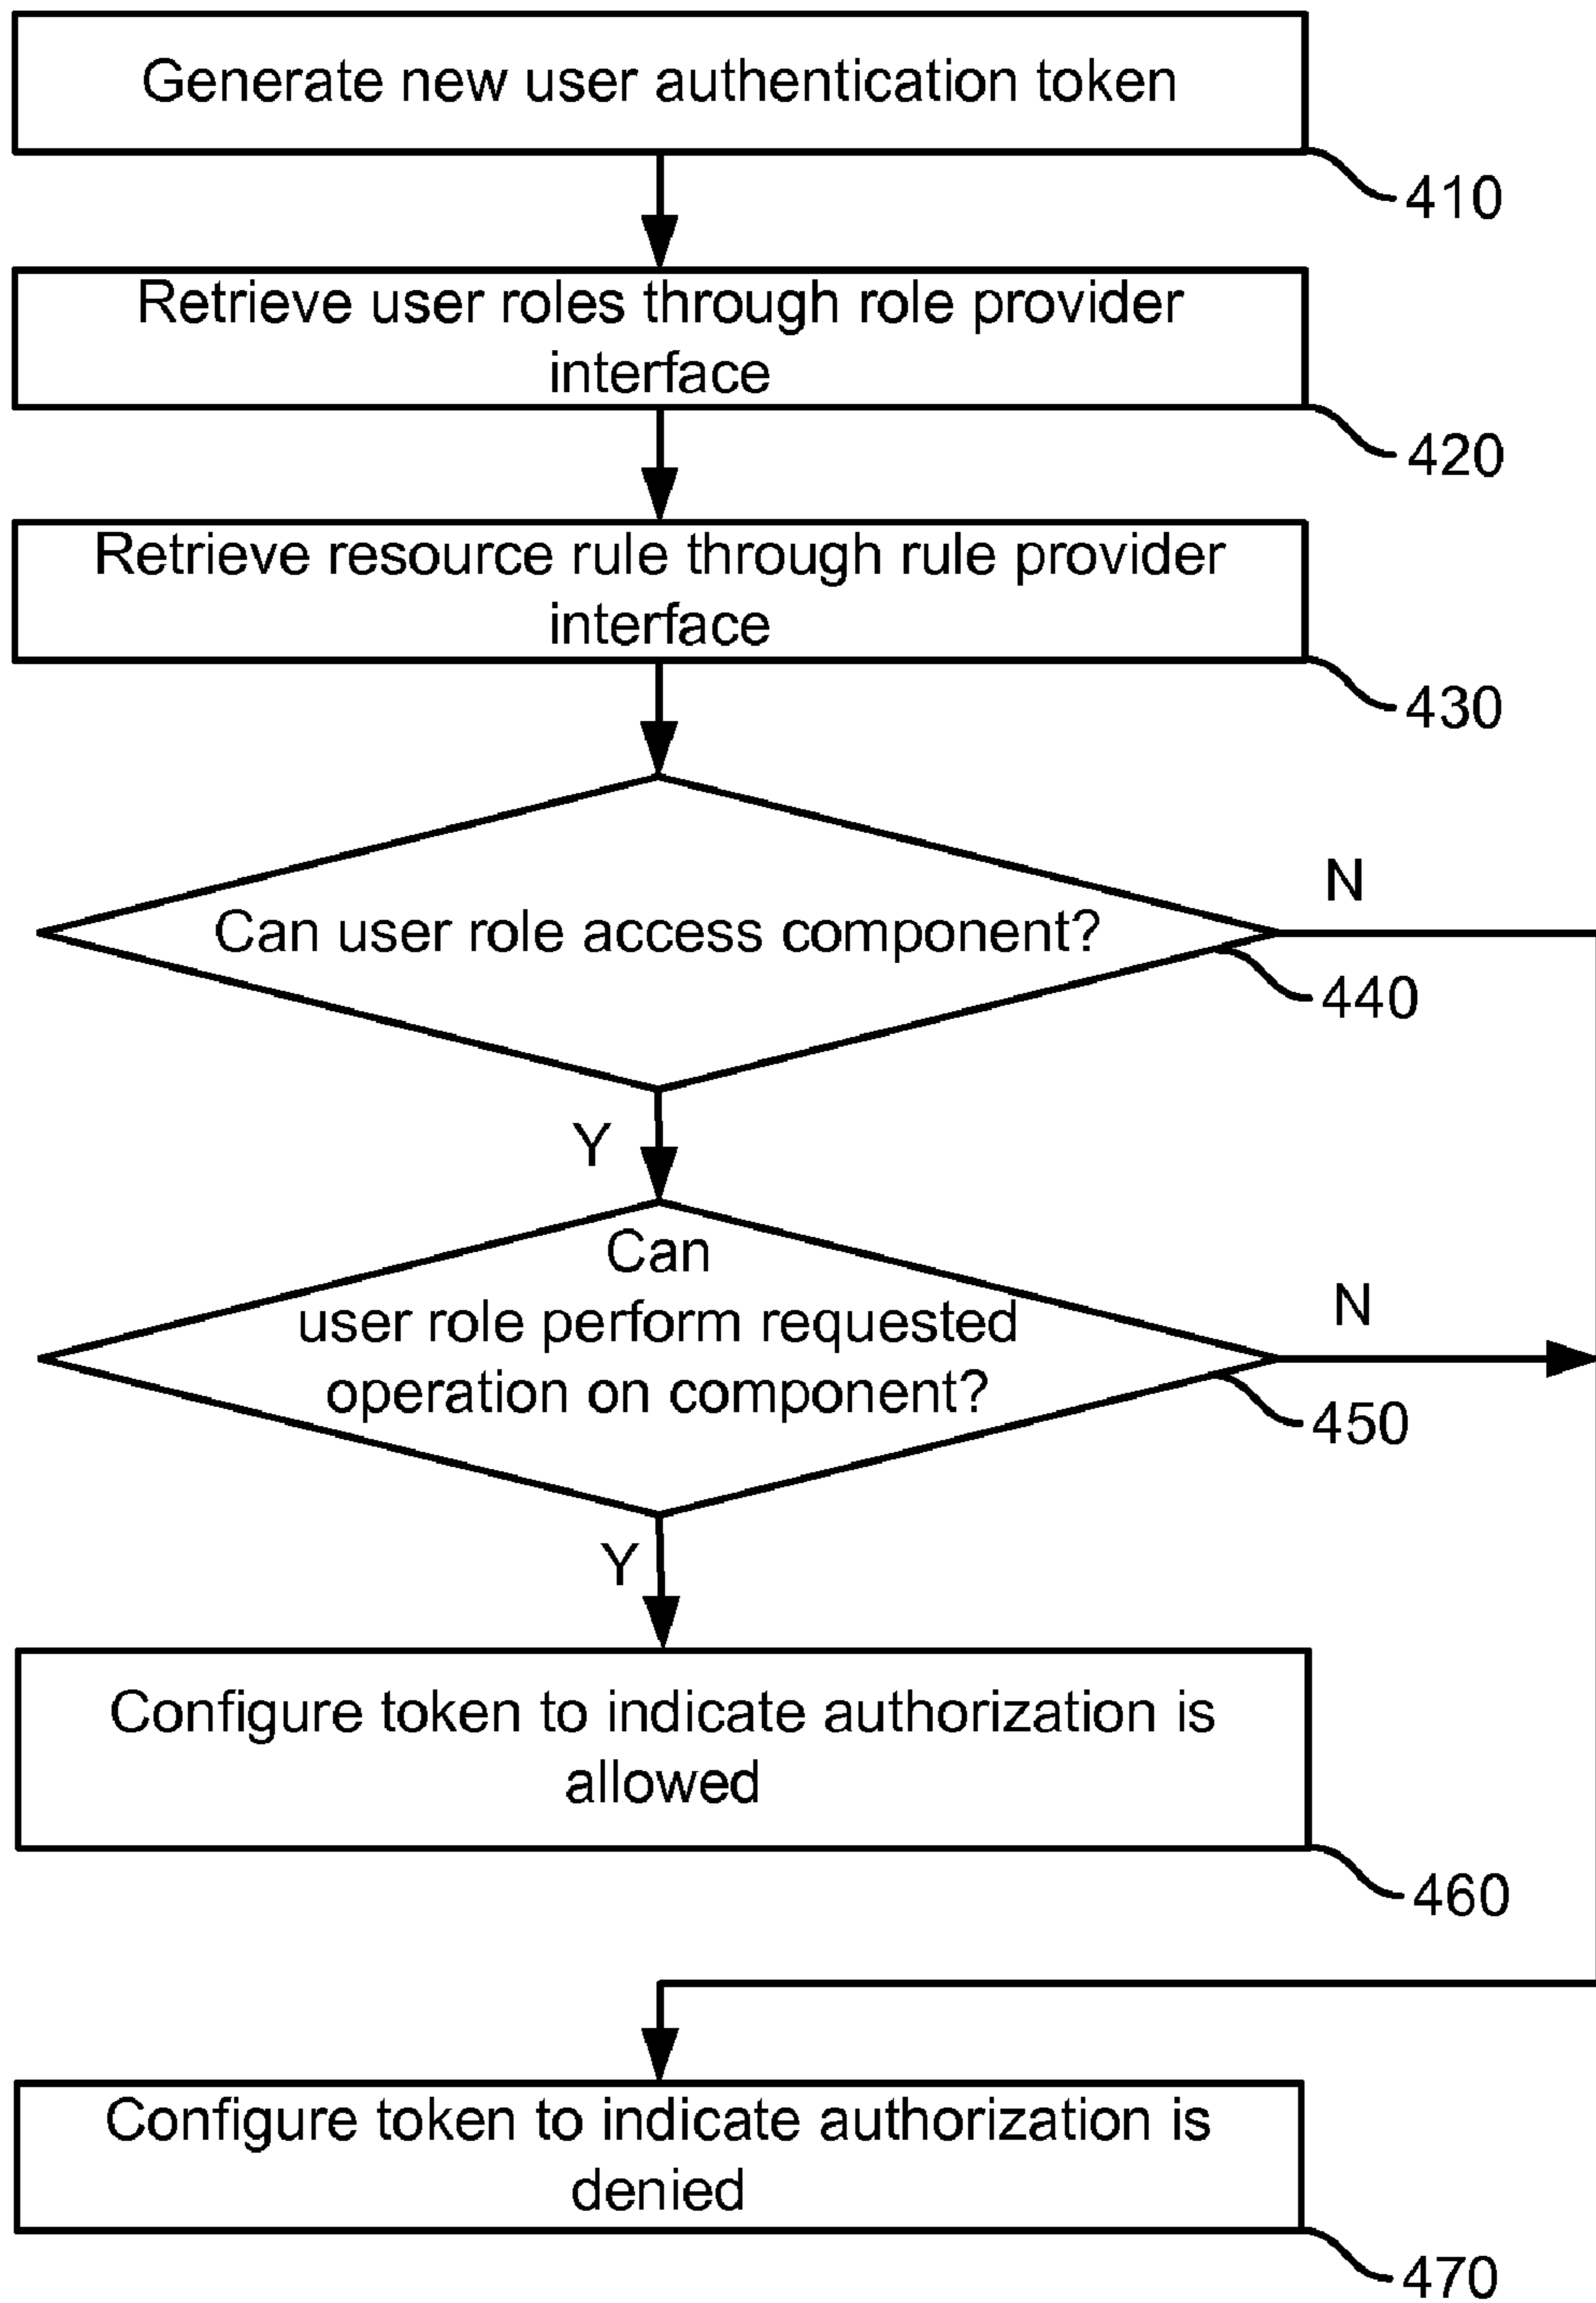 Generate new user authentication token
410
Retrieve user roles through role provider
interface
420
Retrieve resource rule through rule provider
interface
430
N
Can user role access component?
440
Y
Can
user role perform requested
operation on component?
N
450
Y
Configure token to indicate authorization is
allowed
460
Configure token to indicate authorization is
denied
470